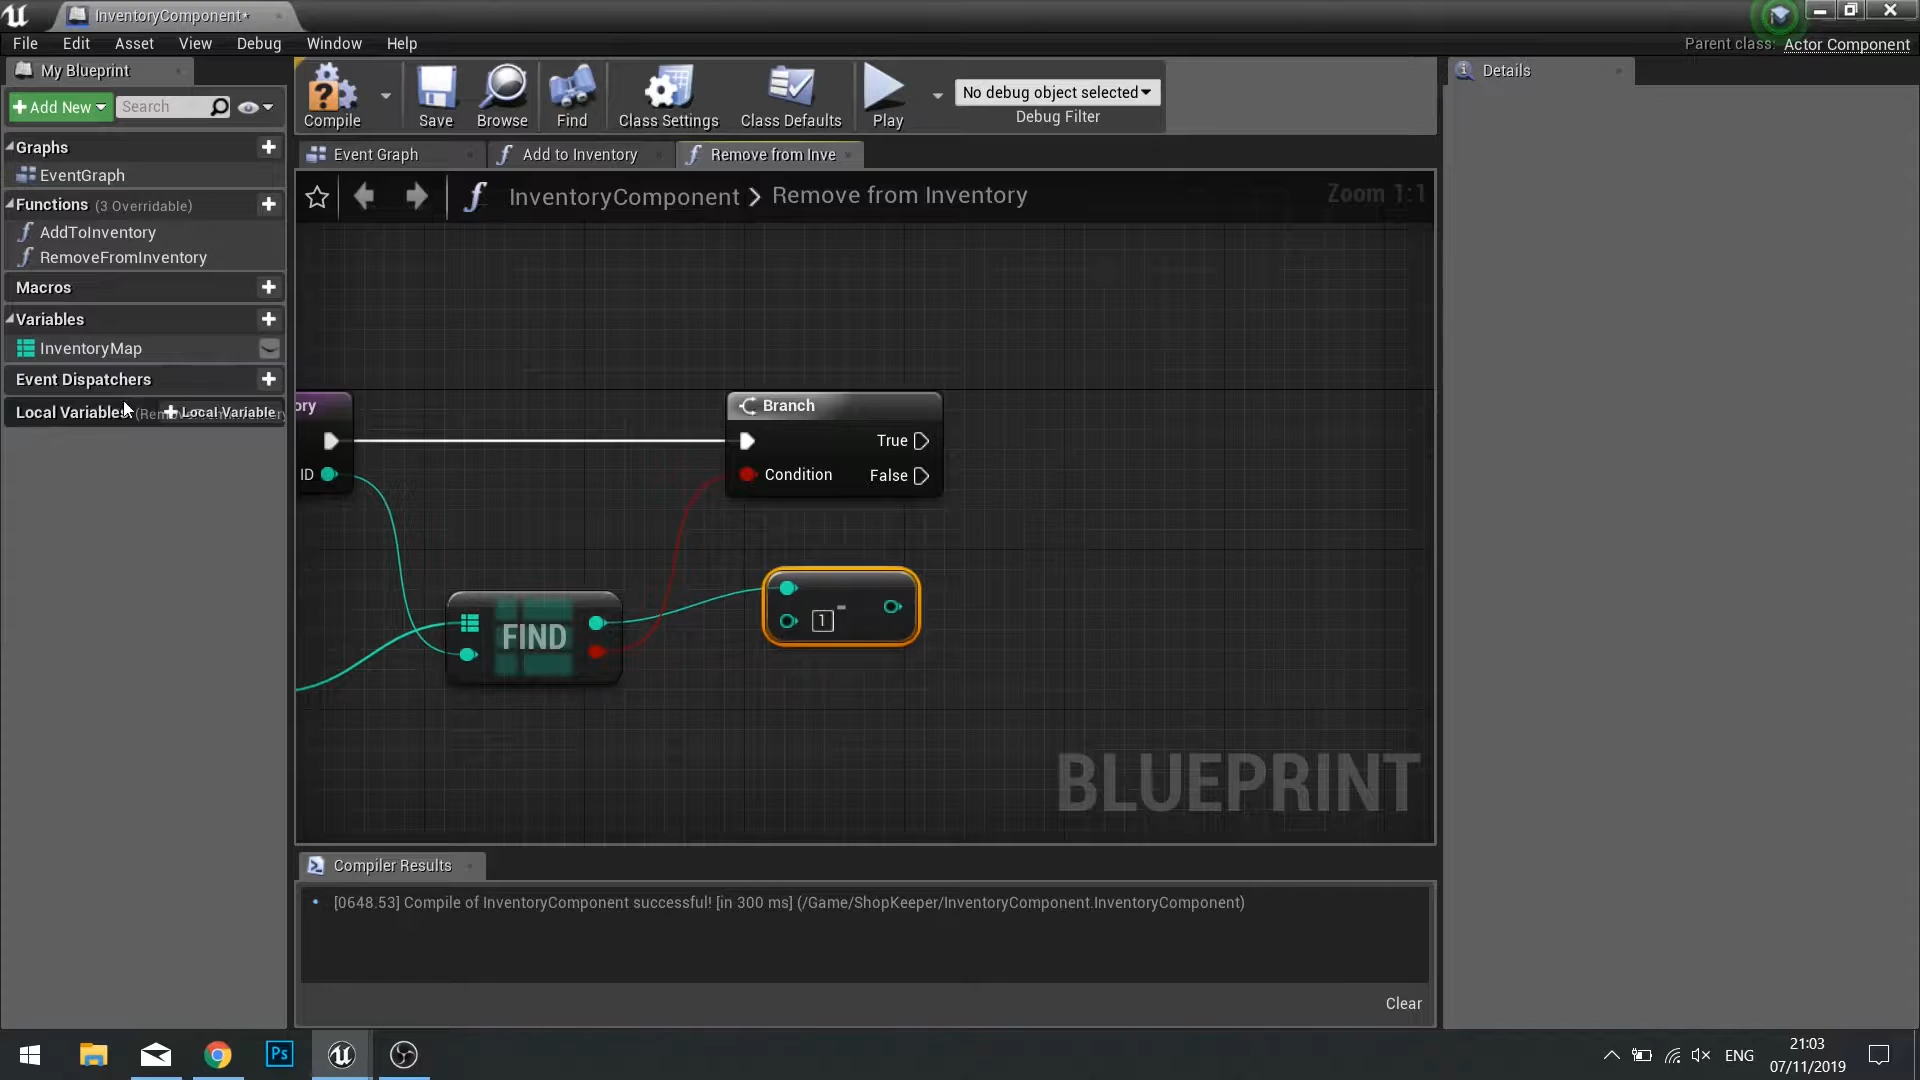 InventoryComponent*
File Edit Asset View Debug Window Help
Parent class: Actor Component
My Blueprint
Details
Add New
Search
Compile
Save
Browse
Find
Class Settings
Class Defaults
Play
No debug object selected
Debug Filter
Graphs
EventGraph
Functions (3 Overridable)
AddToInventory
RemoveFromInventory
Macros
Variables
InventoryMap
Event Dispatchers
Local Variables
+ Local Variable
Event Graph
Add to Inventory
Remove from Inve
InventoryComponent > Remove from Inventory
Zoom 1:1
ory
ID
Branch
True
Condition
False
FIND
-
1
BLUEPRINT
Compiler Results
[0648.53] Compile of InventoryComponent successful! [in 300 ms] (/Game/ShopKeeper/InventoryComponent.InventoryComponent)
Clear
Ps
ENG
21:03
07/11/2019